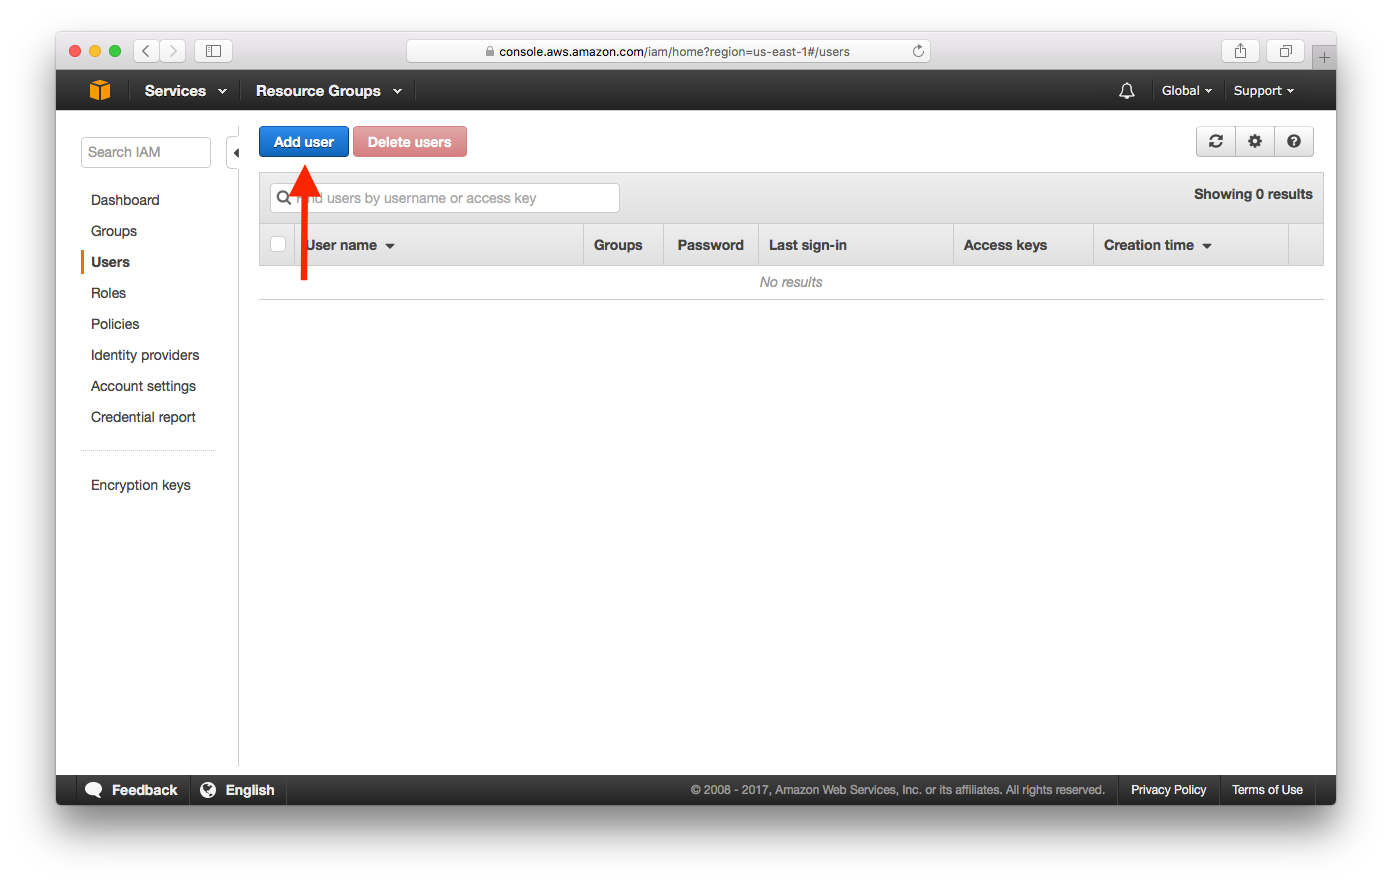 console.aws.amazon.com/iam/home?region=us-east-1#/users
Services Resource Groups Global Support
Search IAM
Dashboard
Groups
Users
Roles
Policies
Identity providers
Account settings
Credential report
Encryption keys
Add user Delete users
users by username or access key
Showing 0 results
User name Groups Password Last sign-in Access keys Creation time
No results
Feedback English © 2008 - 2017, Amazon Web Services, Inc. or its affiliates. All rights reserved. Privacy Policy Terms of Use